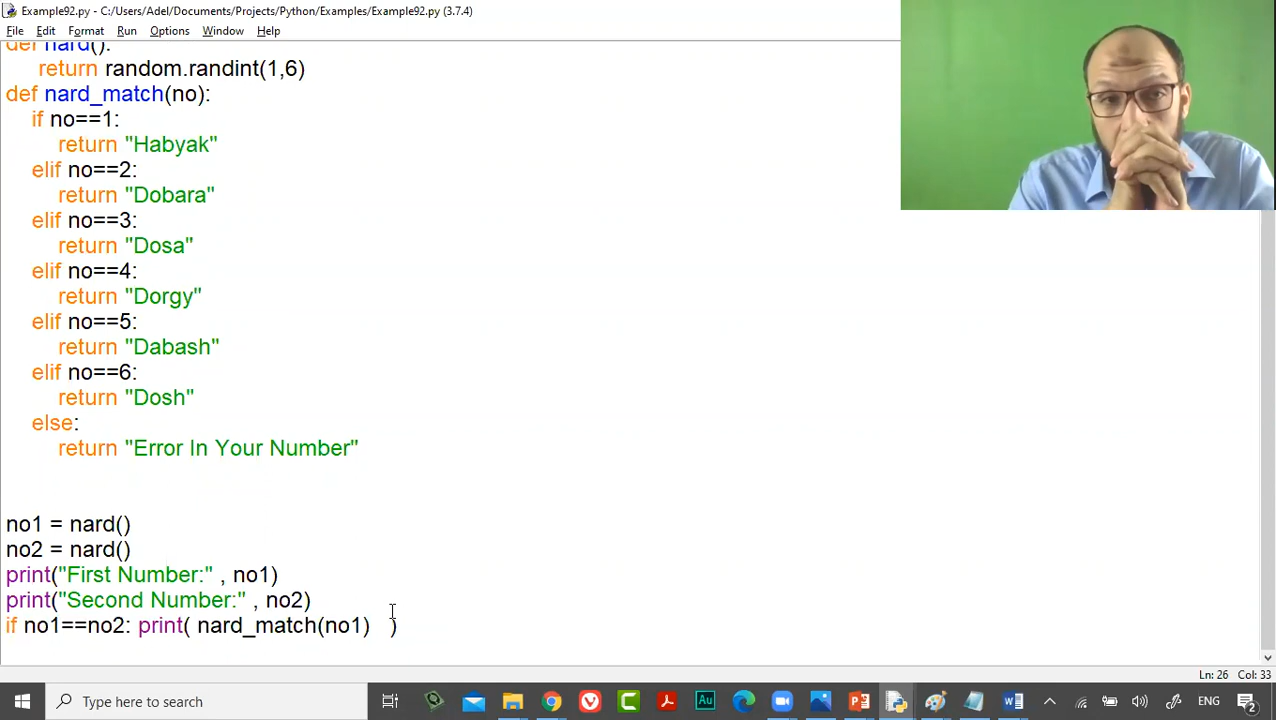 Example92.py - C:/Users/Adel/Documents/Projects/Python/Examples/Example92.py (3.7.4)
File Edit Format Run Options Window Help
def nard():
return random.randint(1,6)
def nard_match(no):
if no==1:
return "Habyak"
elif no==2:
return "Dobara"
elif no==3:
return "Dosa"
elif no==4:
return "Dorgy"
elif no==5:
return "Dabash"
elif no==6:
return "Dosh"
else:
return "Error In Your Number"
no1 = nard()
no2 = nard()
print("First Number:" , no1)
print("Second Number:" , no2)
if no1==no2: print( nard_match(no1) )
Ln: 26 Col: 33
Type here to search
ENG
2